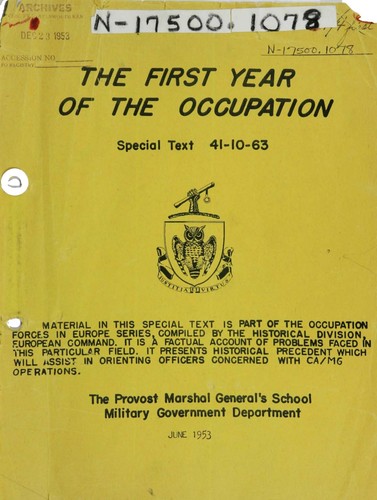 ARCHIVES
DEC 23 1953
ACCESSION NO
N-17500.1078
N-17500.1078
THE FIRST YEAR
OF THE OCCUPATION
Special Text 41-10-63
JUSTITIA VIRTUS
MATERIAL IN THIS SPECIAL TEXT IS PART OF THE OCCUPATION
FORCES IN EUROPE SERIES, COMPILED BY THE HISTORICAL DIVISION,
EUROPEAN COMMAND. IT IS A FACTUAL ACCOUNT OF PROBLEMS FACED IN
THIS PARTICULAR FIELD. IT PRESENTS HISTORICAL PRECEDENT WHICH
WILL ASSIST IN ORIENTING OFFICERS CONCERNED WITH CA/MG
OPERATIONS.
The Provost Marshal General's School
Military Government Department
JUNE 1953